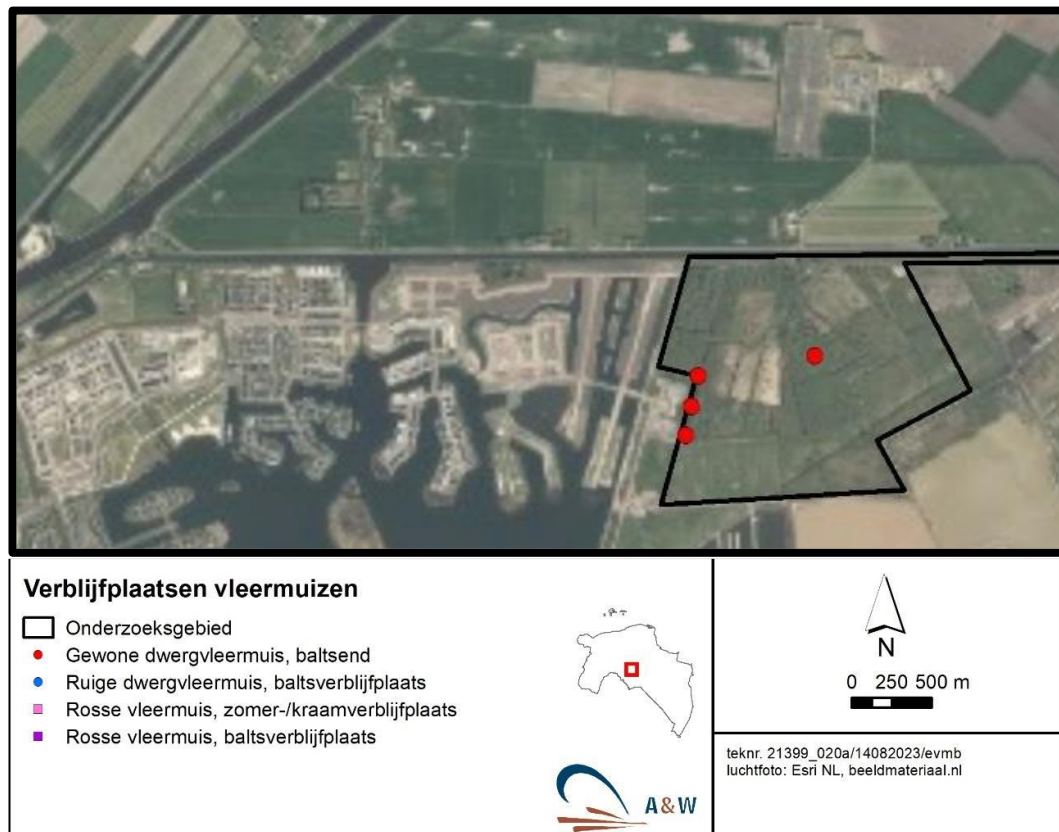 Verblijfplaatsen vleermuizen
Onderzoeksgebied
Gewone dwergvleermuis, baltsend
Ruige dwergvleermuis, baltsverblijfplaats
Rosse vleermuis, zomer-/kraamverblijfplaats
Rosse vleermuis, baltsverblijfplaats
A&W
N
0 250 500 m
teknr. 21399_020a/14082023/evmb
luchtfoto: Esri NL, beeldmateriaal.nl